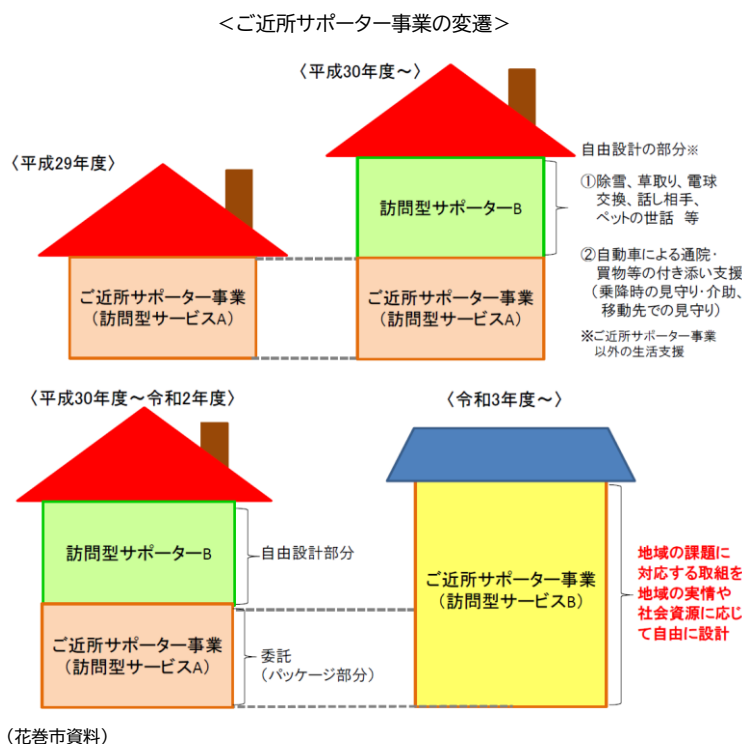 ＜ご近所サポーター事業の変遷＞
〈平成30年度～〉
〈平成29年度〉
ご近所サポーター事業
（訪問型サービスA）
訪問型サポーターB
ご近所サポーター事業
（訪問型サービスA）
自由設計の部分※
①除雪、草取り、電球
交換、話し相手、
ペットの世話 等
②自動車による通院・
買物等の付き添い支援
（乗降時の見守り・介助、
移動先での見守り）
※ご近所サポーター事業
以外の生活支援
〈平成30年度～令和2年度〉
訪問型サポーターB
自由設計部分
ご近所サポーター事業
（訪問型サービスA）
委託
（パッケージ部分）
〈令和3年度～〉
ご近所サポーター事業
（訪問型サービスB）
地域の課題に
対応する取組を
地域の実情や
社会資源に応じ
て自由に設計
（花巻市資料）